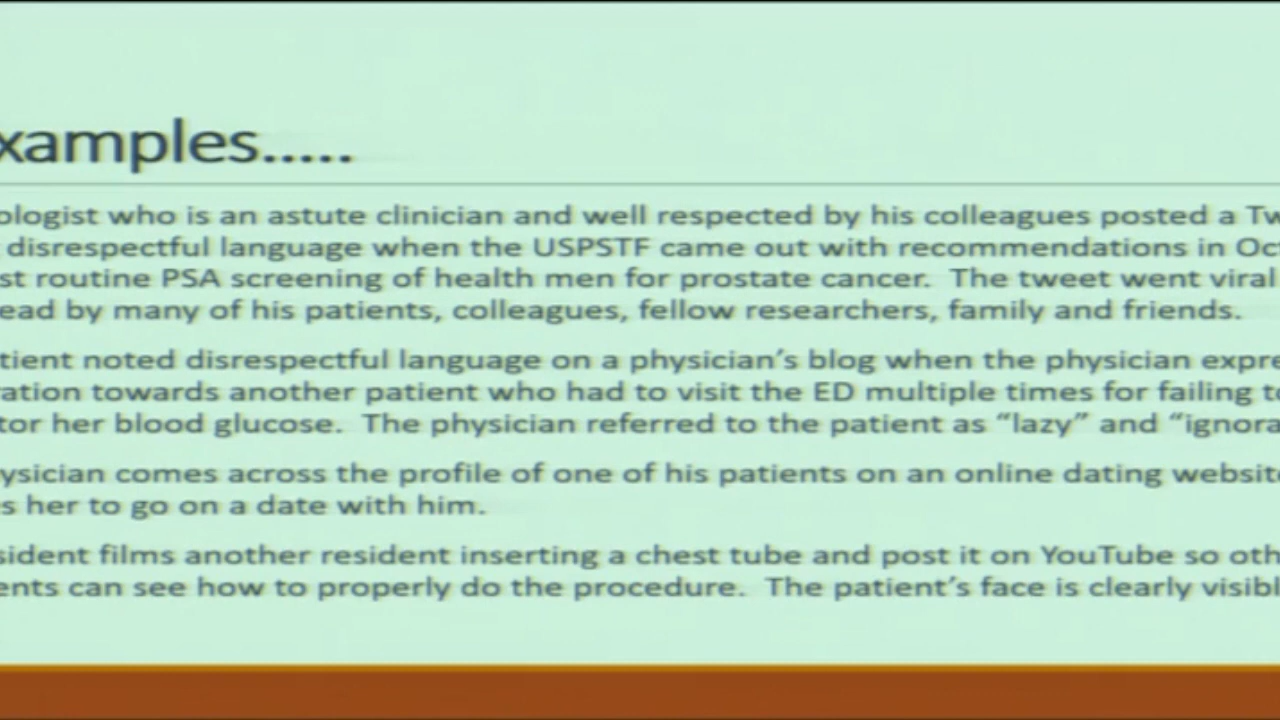 xamples.....
ologist who is an astute clinician and well respected by his colleagues posted a Tw
disrespectful language when the USPSTF came out with recommendations in Oc
st routine PSA screening of health men for prostate cancer. The tweet went viral
ead by many of his patients, colleagues, fellow researchers, family and friends.
tient noted disrespectful language on a physician’s blog when the physician expre
ation towards another patient who had to visit the ED multiple times for failing to
tor her blood glucose. The physician referred to the patient as “lazy” and “ignora
ysician comes across the profile of one of his patients on an online dating website
s her to go on a date with him.
sident films another resident inserting a chest tube and post it on YouTube so oth
ents can see how to properly do the procedure. The patient’s face is clearly visibl